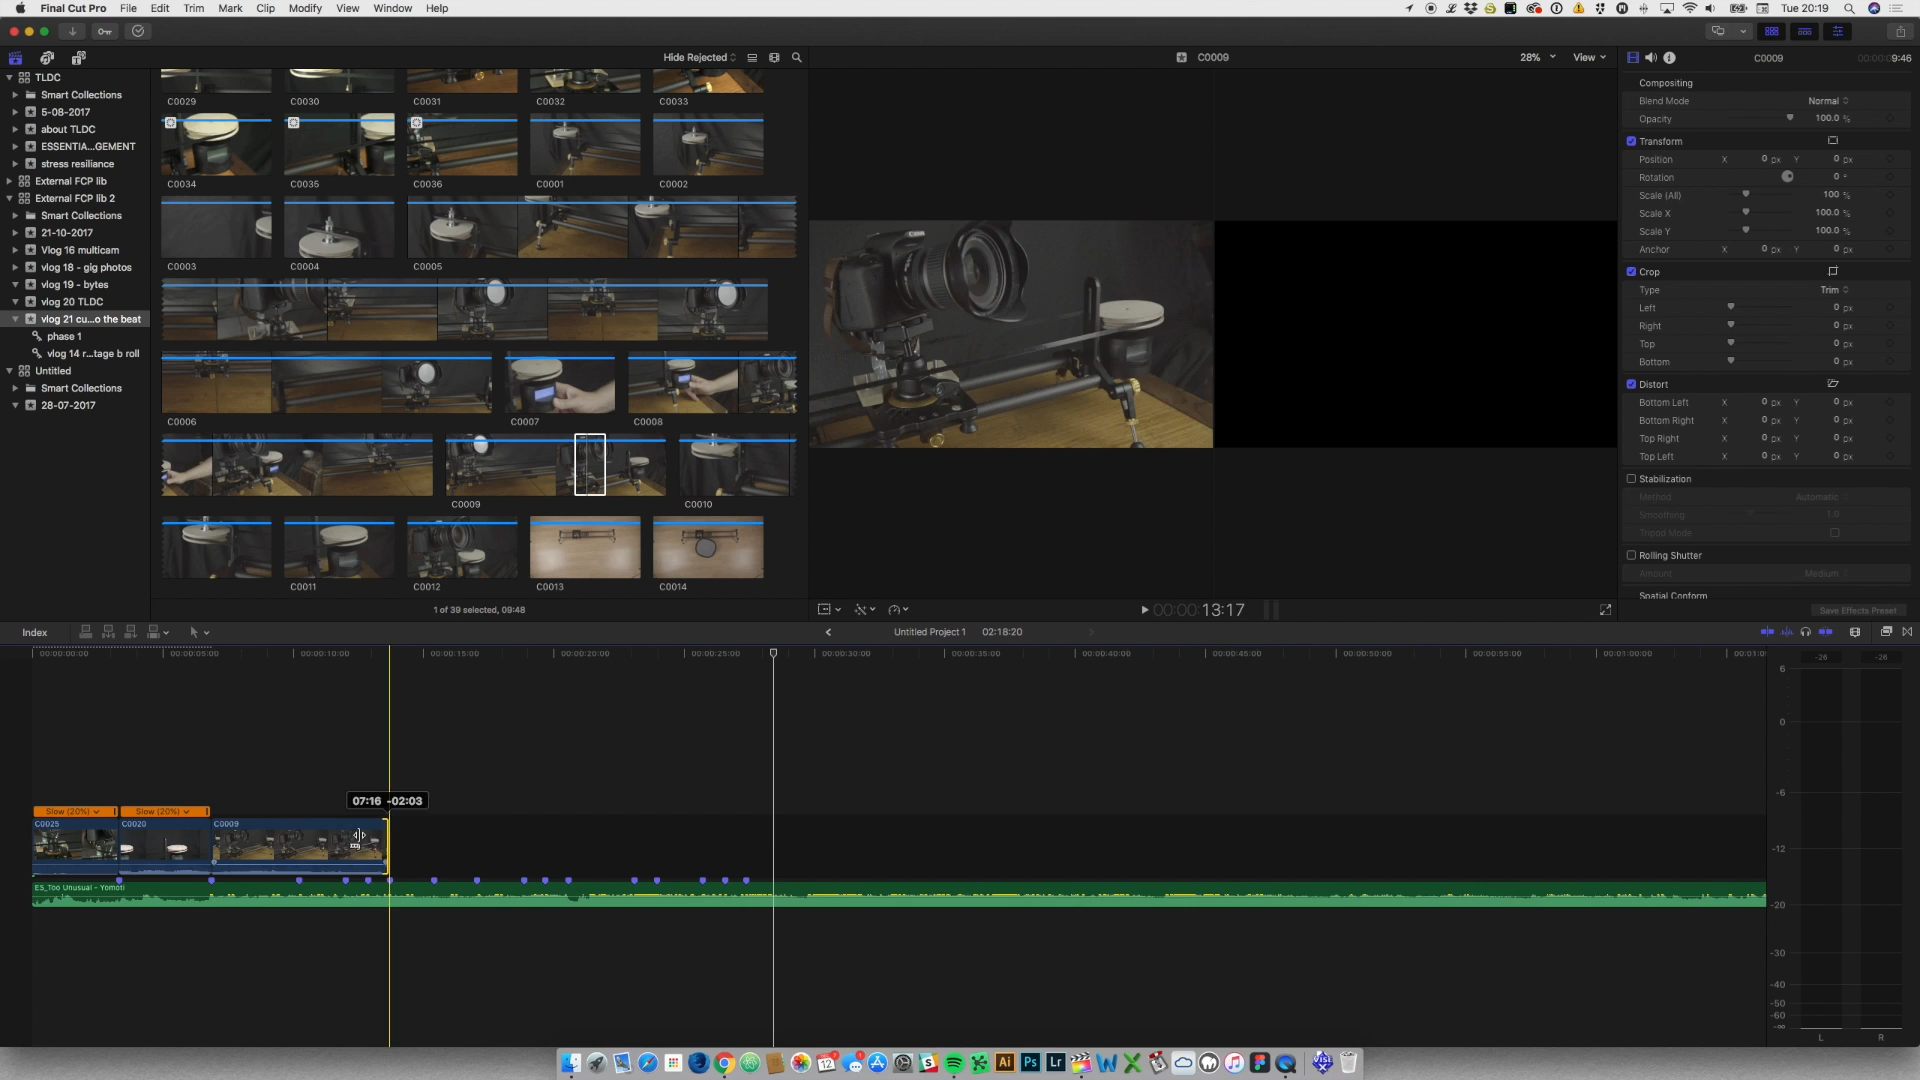 Final Cut Pro File Edit Trim Mark Clip Modify View Window Help Tue 20:19
Hide Rejected C0009 28% View C0009 00:00:09:46
TLDC
Smart Collections
5-08-2017
about TLDC
ESSENTIA...GEMENT
stress resiliance
External FCP lib
External FCP lib 2
Smart Collections
21-10-2017
Vlog 16 multicam
vlog 18 - gig photos
vlog 19 - bytes
vlog 20 TLDC
vlog 21 cu...o the beat
phase 1
vlog 14 r...tage b roll
Untitled
Smart Collections
28-07-2017
C0029 C0030 C0031 C0032 C0033
C0034 C0035 C0036 C0001 C0002
C0003 C0004 C0005
C0006 C0007 C0008
C0009 C0010
C0011 C0012 C0013 C0014
1 of 39 selected, 09:48
00:00:13:17
Compositing
Blend Mode Normal
Opacity 100.0 %
Transform
Position X 0 px Y 0 px
Rotation 0 °
Scale (All) 100 %
Scale X 100.0 %
Scale Y 100.0 %
Anchor X 0 px Y 0 px
Crop
Type Trim
Left 0 px
Right 0 px
Top 0 px
Bottom 0 px
Distort
Bottom Left X 0 px Y 0 px
Bottom Right X 0 px Y 0 px
Top Right X 0 px Y 0 px
Top Left X 0 px Y 0 px
Stabilization
Method Automatic
Smoothing 1.0
Tripod Mode
Rolling Shutter
Amount Medium
Spatial Conform
Save Effects Preset
Index Untitled Project 1 02:18:20
00:00:00:00 00:00:05:00 00:00:10:00 00:00:15:00 00:00:20:00 00:00:25:00 00:00:30:00 00:00:35:00 00:00:40:00 00:00:45:00 00:00:50:00 00:00:55:00 00:01:00:00 00:01:0
-26 -26
6
0
-6
-12
-20
-30
-40
-50
-60
-∞
L R
07:16 -02:03
Slow (20%) Slow (20%)
C0025 C0020 C0009
ES_Too Unusual - Yomoti